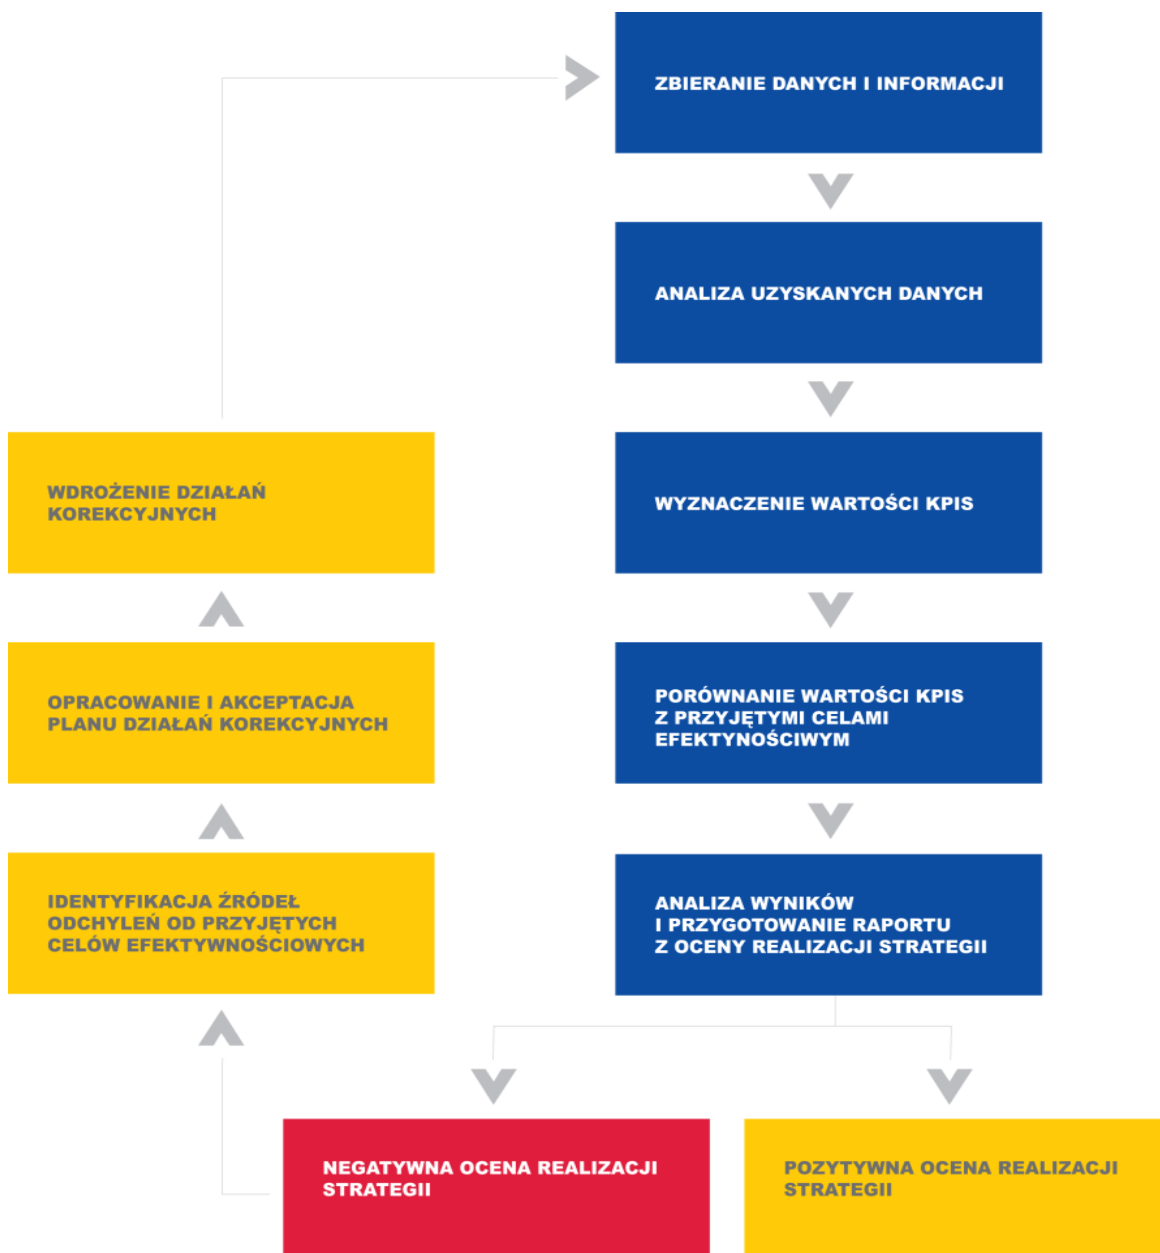 ZBIERANIE DANYCH I INFORMACJI
ANALIZA UZYSKANYCH DANYCH
WYZNACZENIE WARTOŚCI KPIS
PORÓWNANIE WARTOŚCI KPIS
Z PRZYJĘTYMI CELAMI
EFEKTYNOŚCIWYM
ANALIZA WYNIKÓW
I PRZYGOTOWANIE RAPORTU
Z OCENY REALIZACJI STRATEGII
NEGATYWNA OCENA REALIZACJI
STRATEGII
POZYTYWNA OCENA REALIZACJI
STRATEGII
IDENTYFIKACJA ŹRÓDEŁ
ODCHYLEŃ OD PRZYJĘTYCH
CELÓW EFEKTYWNOŚCIOWYCH
OPRACOWANIE I AKCEPTACJA
PLANU DZIAŁAŃ KOREKCYJNYCH
WDROŻENIE DZIAŁAŃ
KOREKCYJNYCH